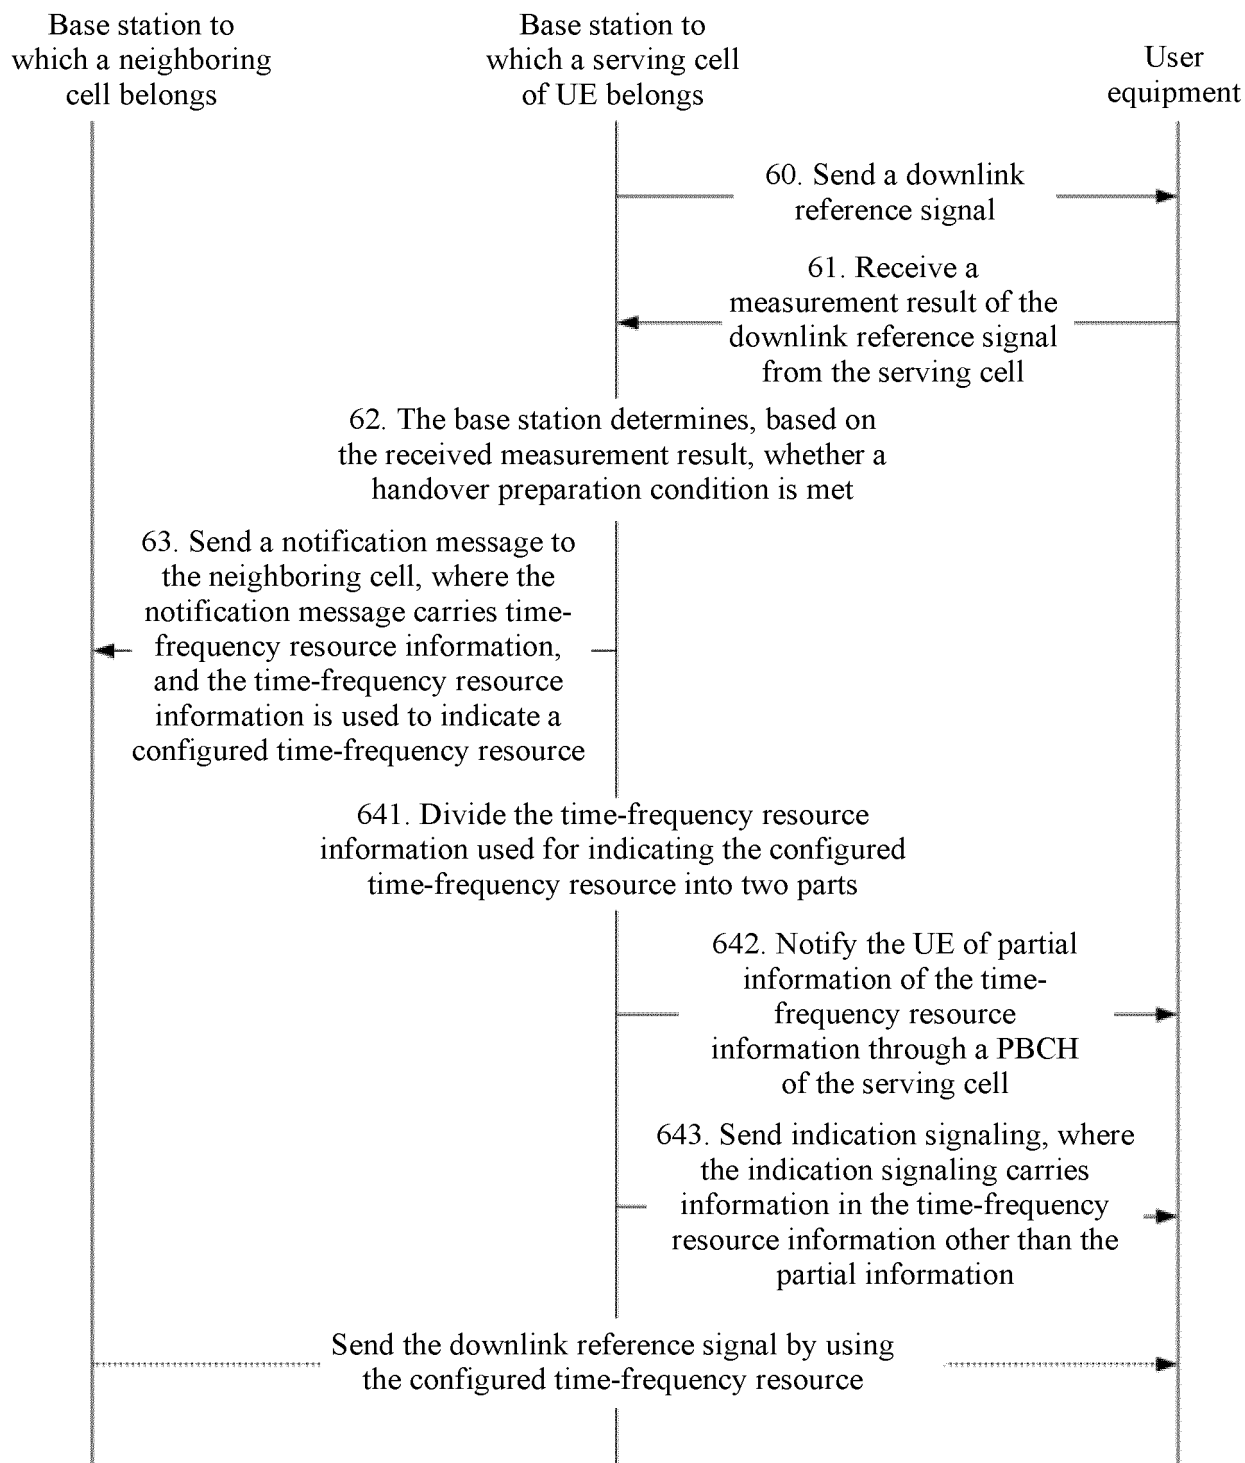 Base station to
which a neighboring
cell belongs
Base station to
which a serving cell
of UE belongs
User
equipment
60. Send a downlink
reference signal
61. Receive a
measurement result of the
downlink reference signal
from the serving cell
62. The base station determines, based on
the received measurement result, whether a
handover preparation condition is met
63. Send a notification message to
the neighboring cell, where the
notification message carries time-
frequency resource information,
and the time-frequency resource
information is used to indicate a
configured time-frequency resource
641. Divide the time-frequency resource
information used for indicating the configured
time-frequency resource into two parts
642. Notify the UE of partial
information of the time-
frequency resource
information through a PBCH
of the serving cell
643. Send indication signaling, where
the indication signaling carries
information in the time-frequency
resource information other than the
partial information
Send the downlink reference signal by using
the configured time-frequency resource